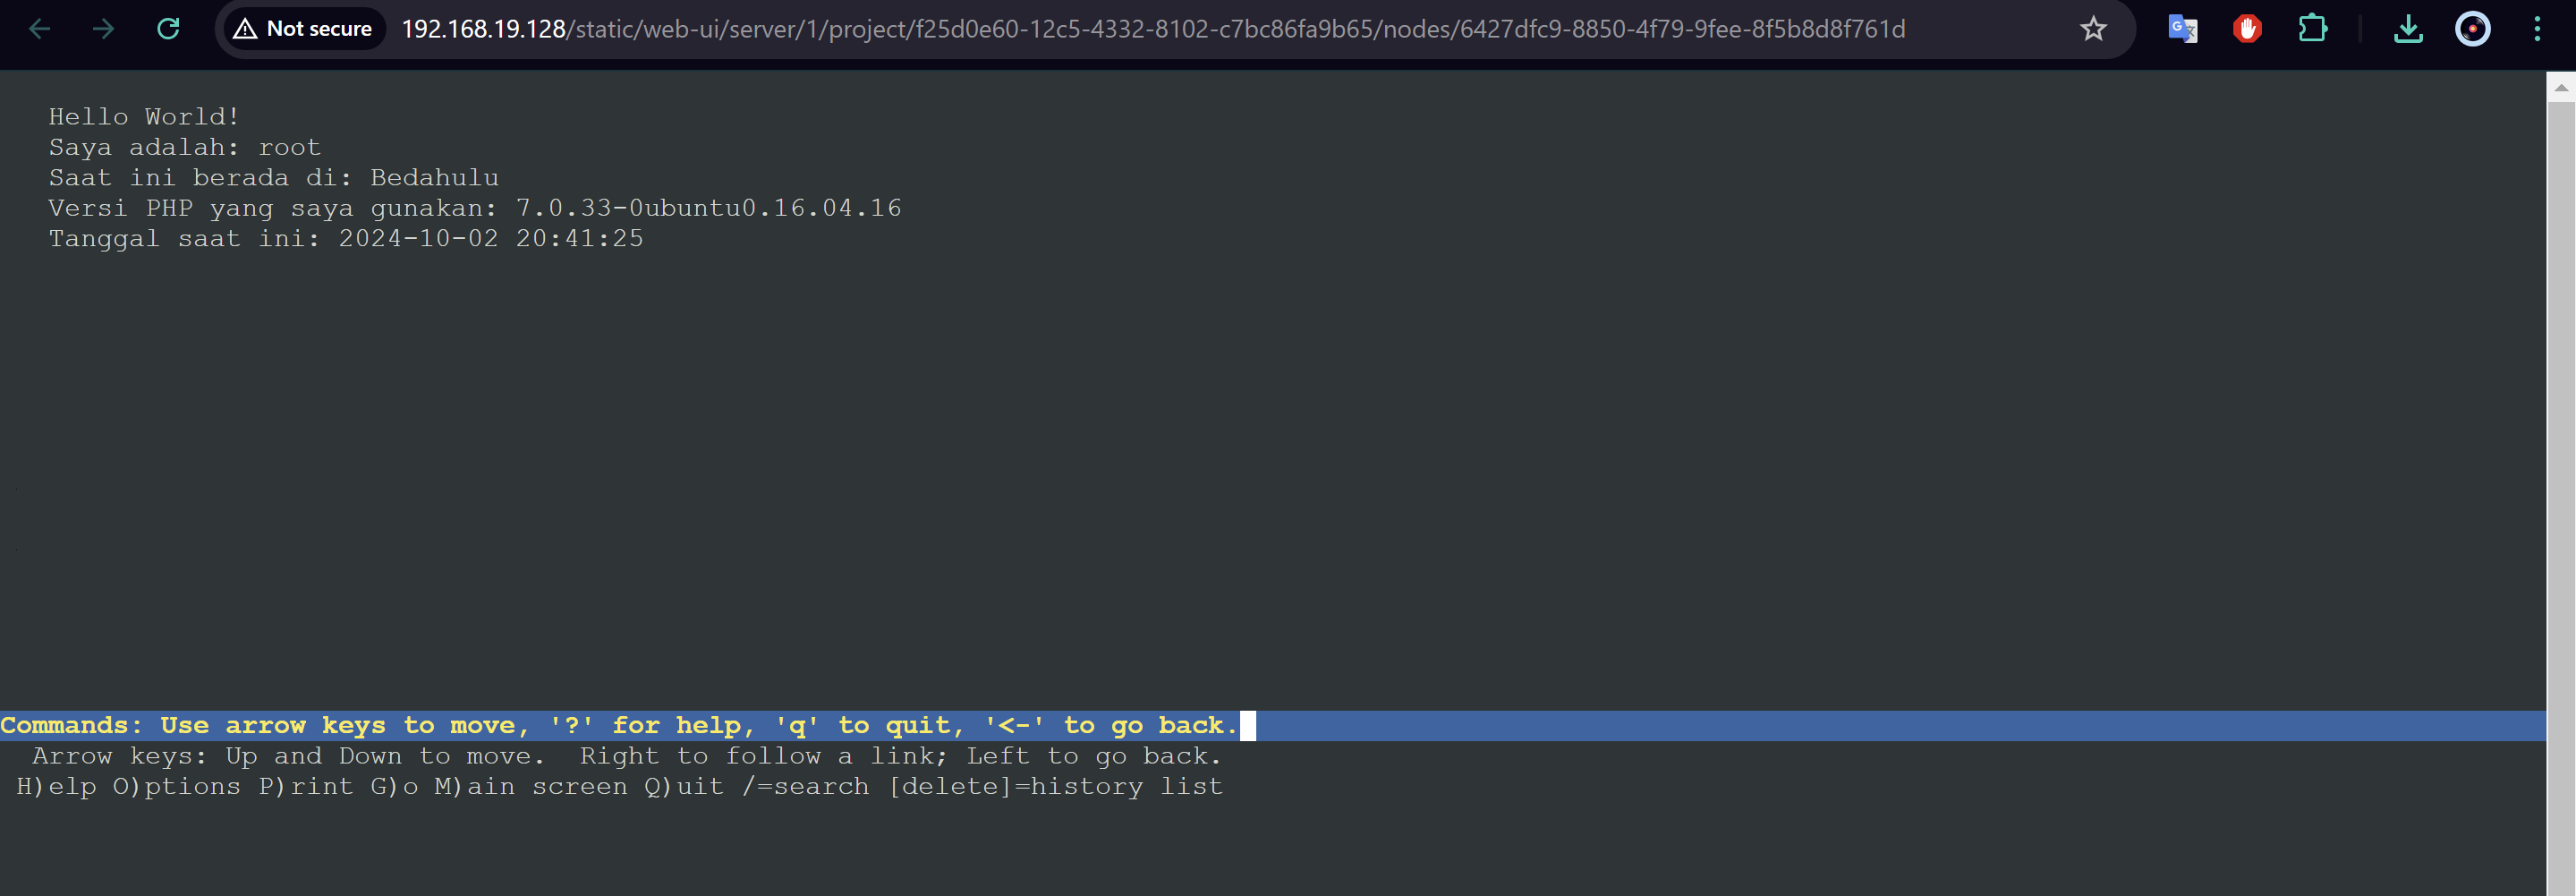 Not secure 192.168.19.128/static/web-ui/server/1/project/f25d0e60-12c5-4332-8102-c7bc86fa9b65/nodes/6427dfc9-8850-4f79-9fee-8f5b8d8f761d
Hello World!
Saya adalah: root
Saat ini berada di: Bedahulu
Versi PHP yang saya gunakan: 7.0.33-0ubuntu0.16.04.16
Tanggal saat ini: 2024-10-02 20:41:25
Commands: Use arrow keys to move, '?' for help, 'q' to quit, '<-' to go back.
Arrow keys: Up and Down to move.  Right to follow a link; Left to go back.
H)elp O)ptions P)rint G)o M)ain screen Q)uit /=search [delete]=history list